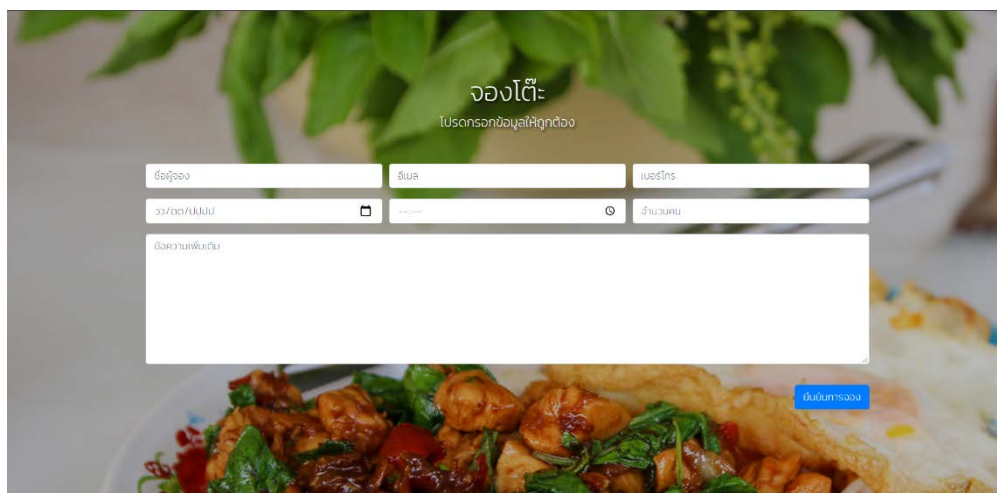 จองโต๊ะ
โปรดกรอกข้อมูลให้ถูกต้อง
ชื่อผู้จอง อีเมล เบอร์โทร
วว/ดด/ปปปป --:-- จำนวนคน
ข้อความเพิ่มเติม
ยืนยันการจอง